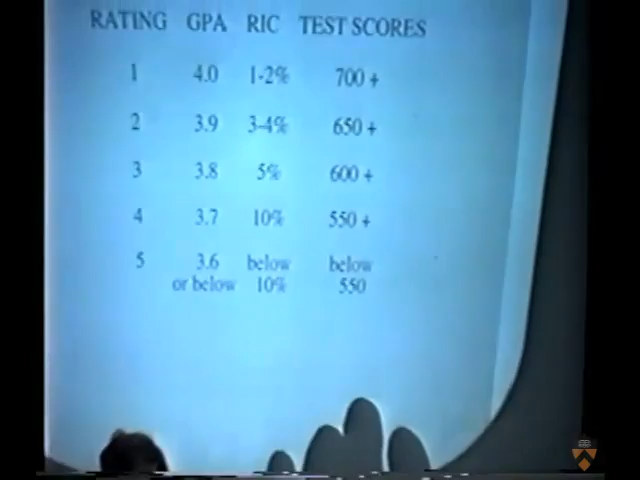 RATING GPA RIC TEST SCORES
1 4.0 1-2% 700 +
2 3.9 3-4% 650 +
3 3.8 5% 600 +
4 3.7 10% 550 +
5 3.6 below below
or below 10% 550